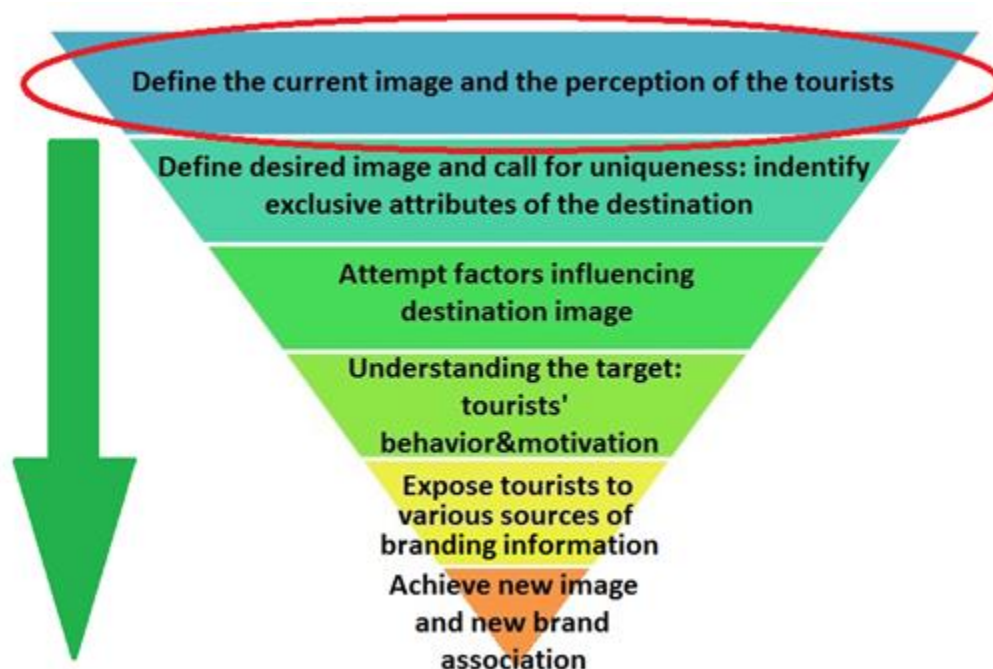 Define the current image and the perception of the tourists
Define desired image and call for uniqueness: indentify
exclusive attributes of the destination
Attempt factors influencing
destination image
Understanding the target:
tourists'
behavior&motivation
Expose tourists to
various sources of
branding information
Achieve new image
and new brand
association